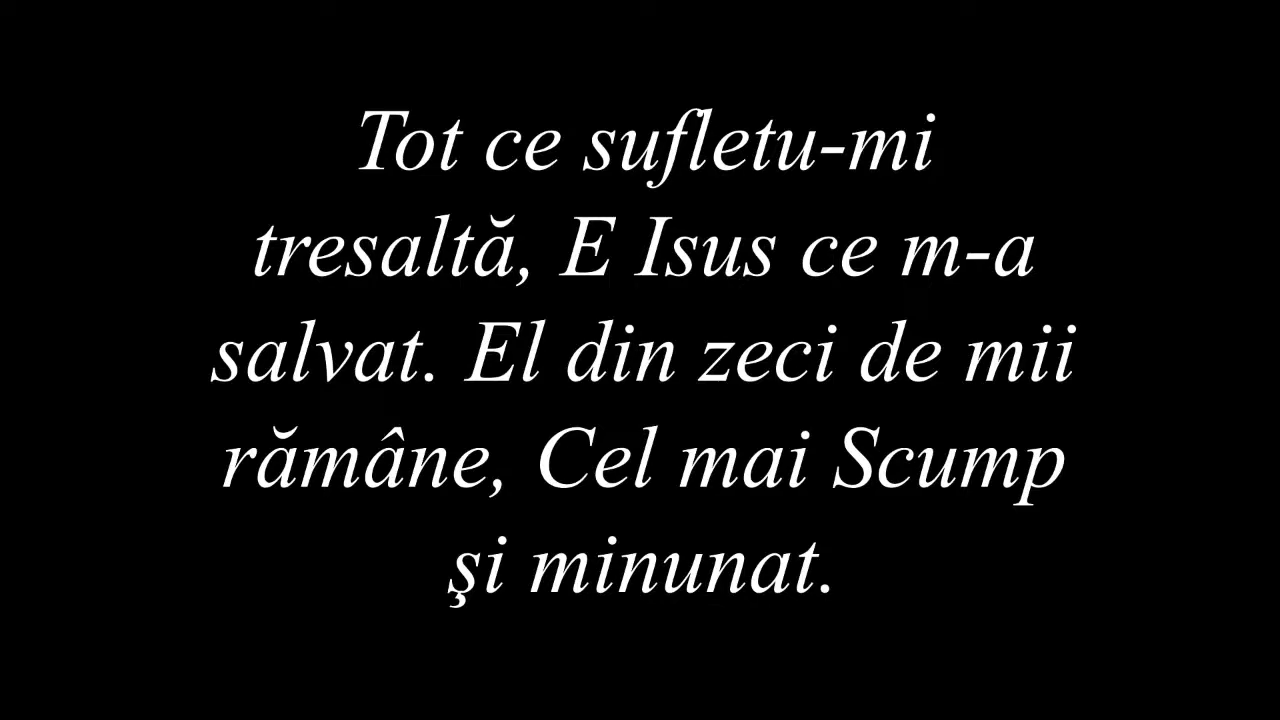 Tot ce sufletu-mi
tresaltă, E Isus ce m-a
salvat. El din zeci de mii
rămâne, Cel mai Scump
şi minunat.